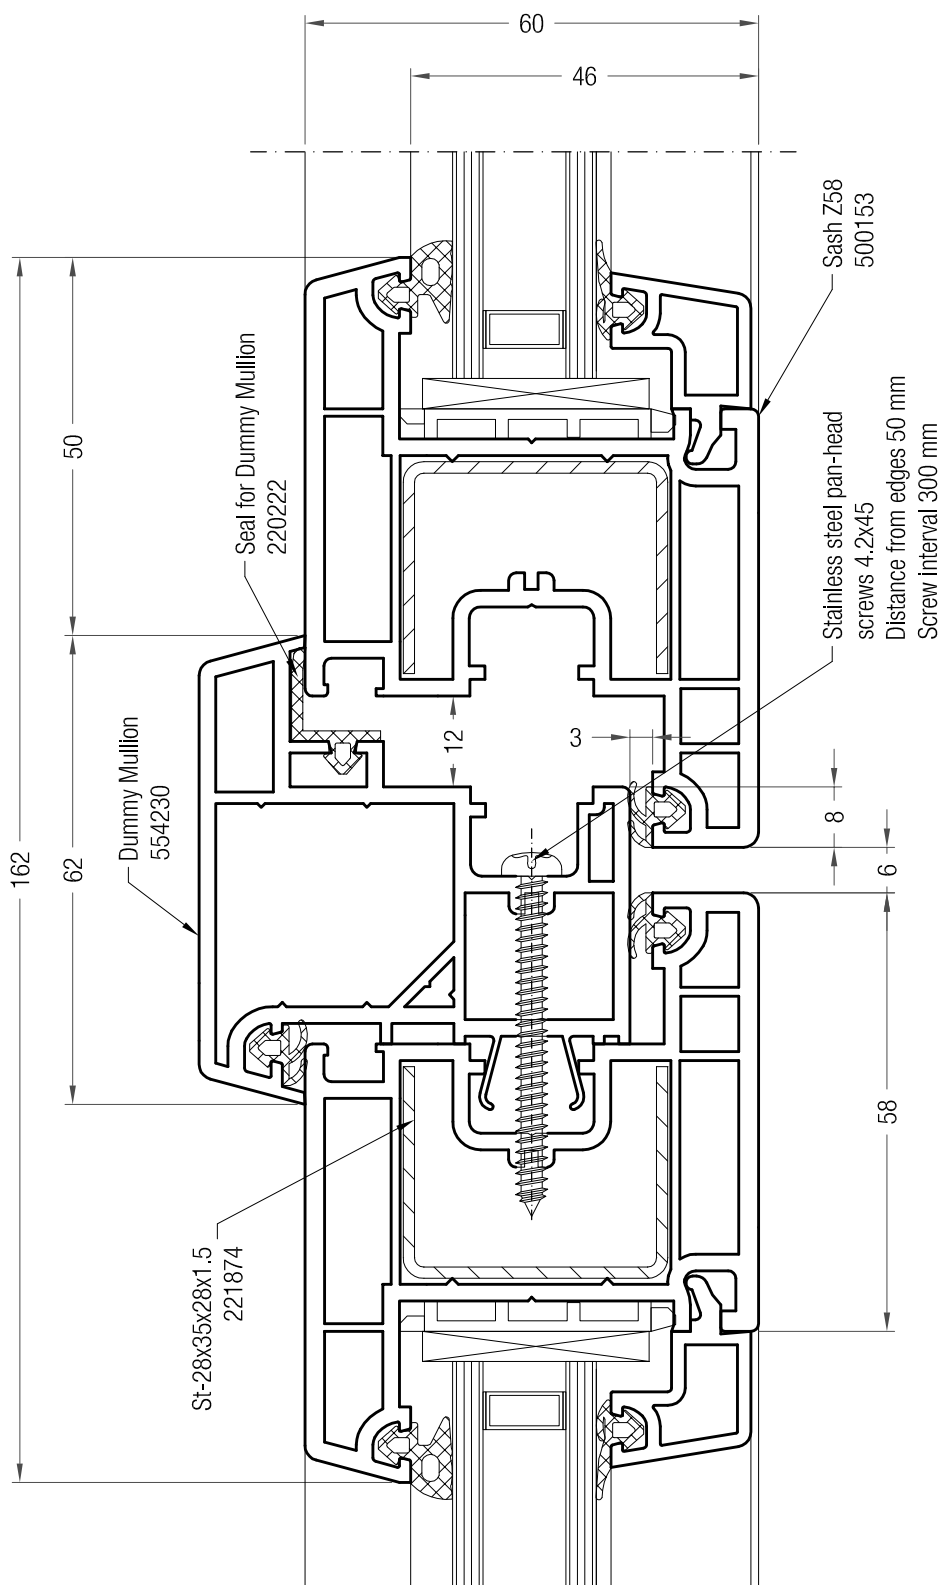 60
46
Sash Z58
500153
Seal for Dummy Mullion
220222
50
Stainless steel pan-head
screws 4.2x45
Distance from edges 50 mm
Screw interval 300 mm
12
3
8
6
Dummy Mullion
554230
162
62
58
St-28x35x28x1.5
221874